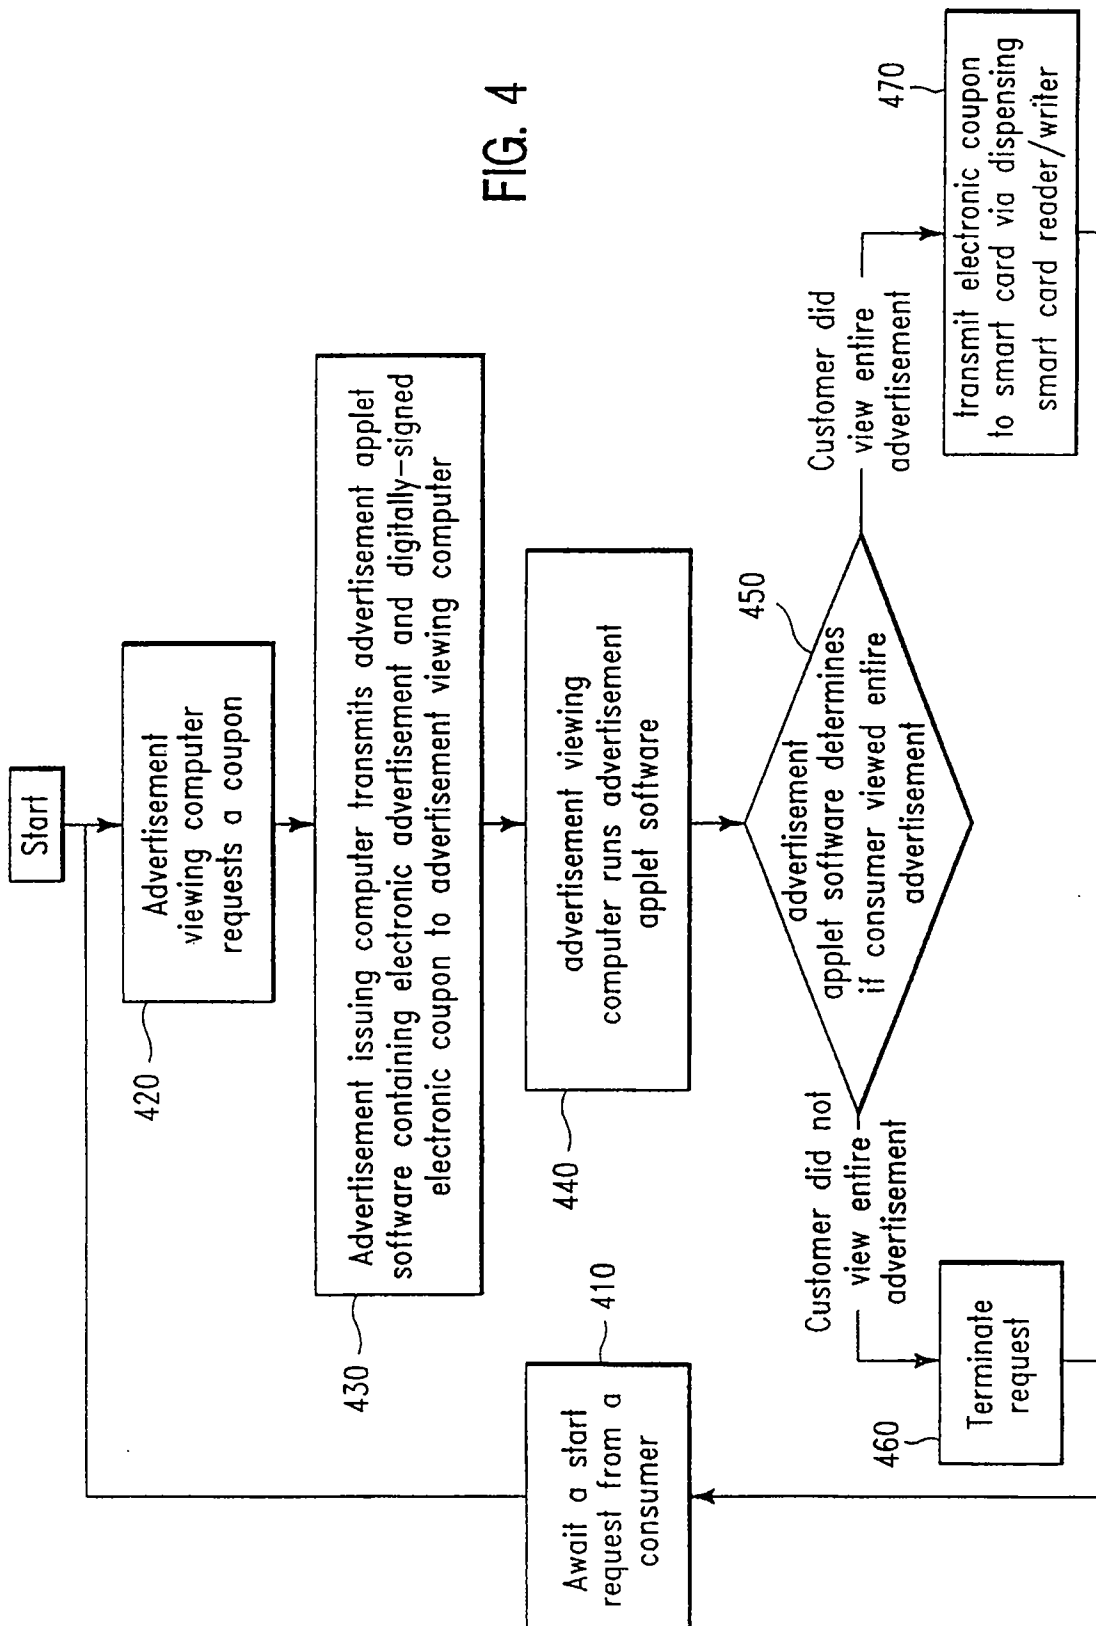 Start
Advertisement
viewing computer
requests a coupon
420
Advertisement issuing computer transmits advertisement applet
software containing electronic advertisement and digitally-signed
electronic coupon to advertisement viewing computer
430
advertisement viewing
computer runs advertisement
applet software
440
advertisement
applet software determines
if consumer viewed entire
advertisement
450
Customer did not
view entire
advertisement
Customer did
view entire
advertisement
Terminate
request
460
transmit electronic coupon
to smart card via dispensing
smart card reader/writer
470
Await a start
request from a
consumer
410
FIG. 4